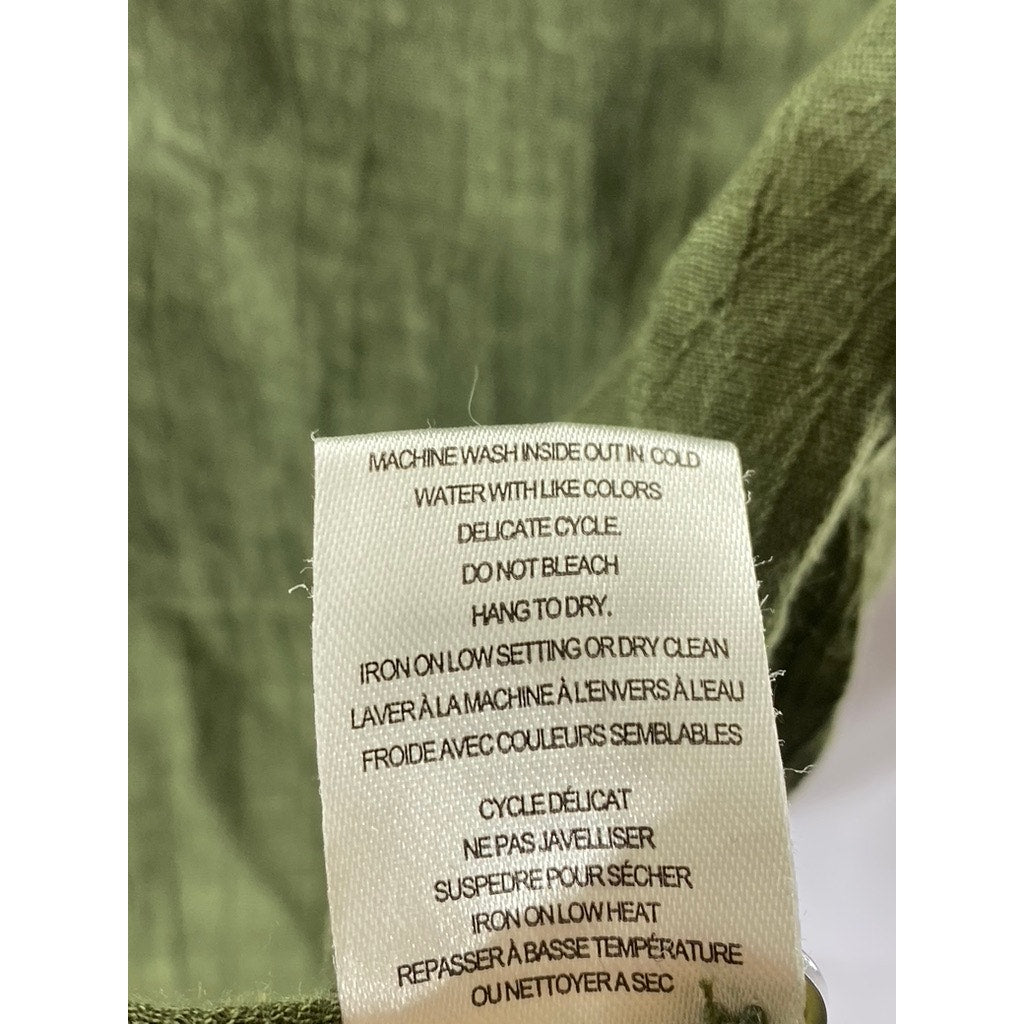 MACHINE WASH INSIDE OUT IN COLD
WATER WITH LIKE COLORS
DELICATE CYCLE.
DO NOT BLEACH
HANG TO DRY.
IRON ON LOW SETTING OR DRY CLEAN
LAVER À LA MACHINE À L'ENVERS À L'EAU
FROIDE AVEC COULEURS SEMBLABLES
CYCLE DÉLICAT
NE PAS JAVELLISER
SUSPEDRE POUR SÉCHER
IRON ON LOW HEAT
REPASSER À BASSE TEMPÉRATURE
OU NETTOYER A SEC